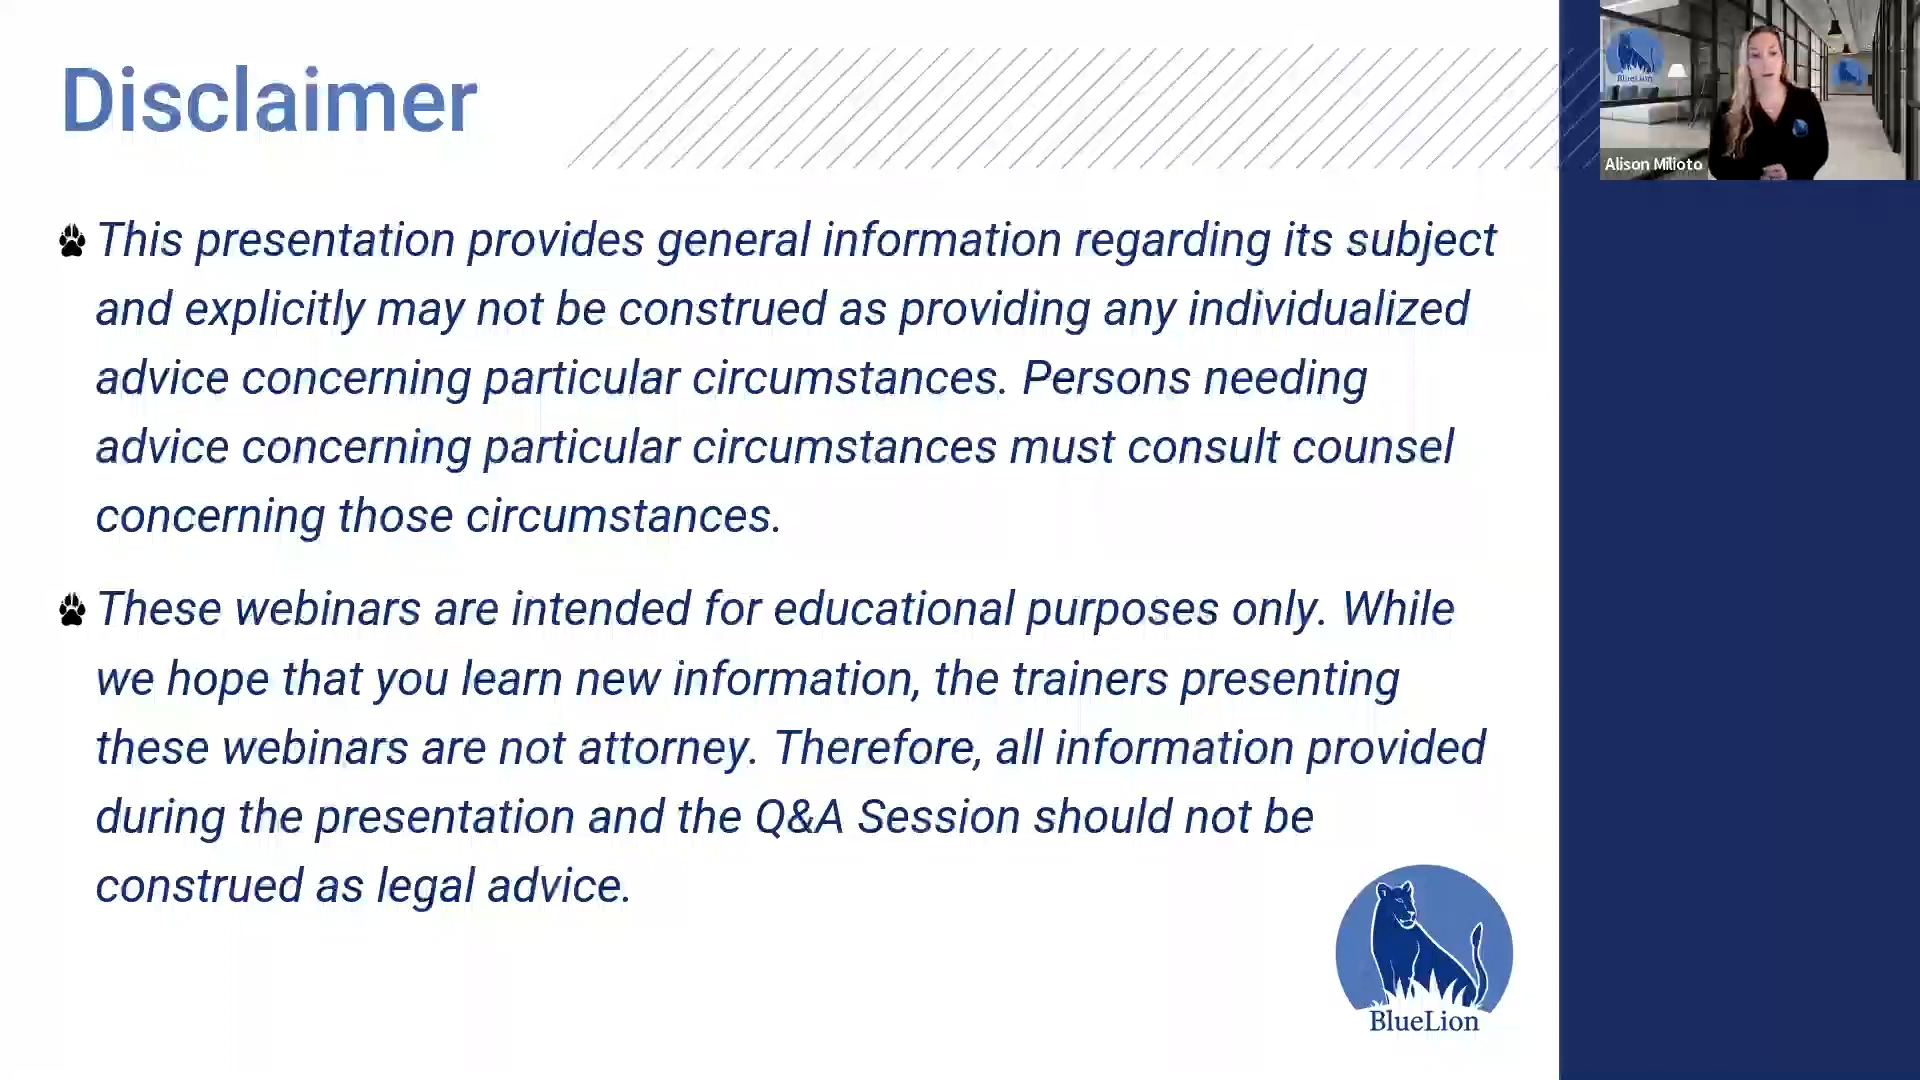 Disclaimer
This presentation provides general information regarding its subject
and explicitly may not be construed as providing any individualized
advice concerning particular circumstances. Persons needing
advice concerning particular circumstances must consult counsel
concerning those circumstances.
These webinars are intended for educational purposes only. While
we hope that you learn new information, the trainers presenting
these webinars are not attorney. Therefore, all information provided
during the presentation and the Q&A Session should not be
construed as legal advice.
BlueLion
BlueLion
Alison Milioto